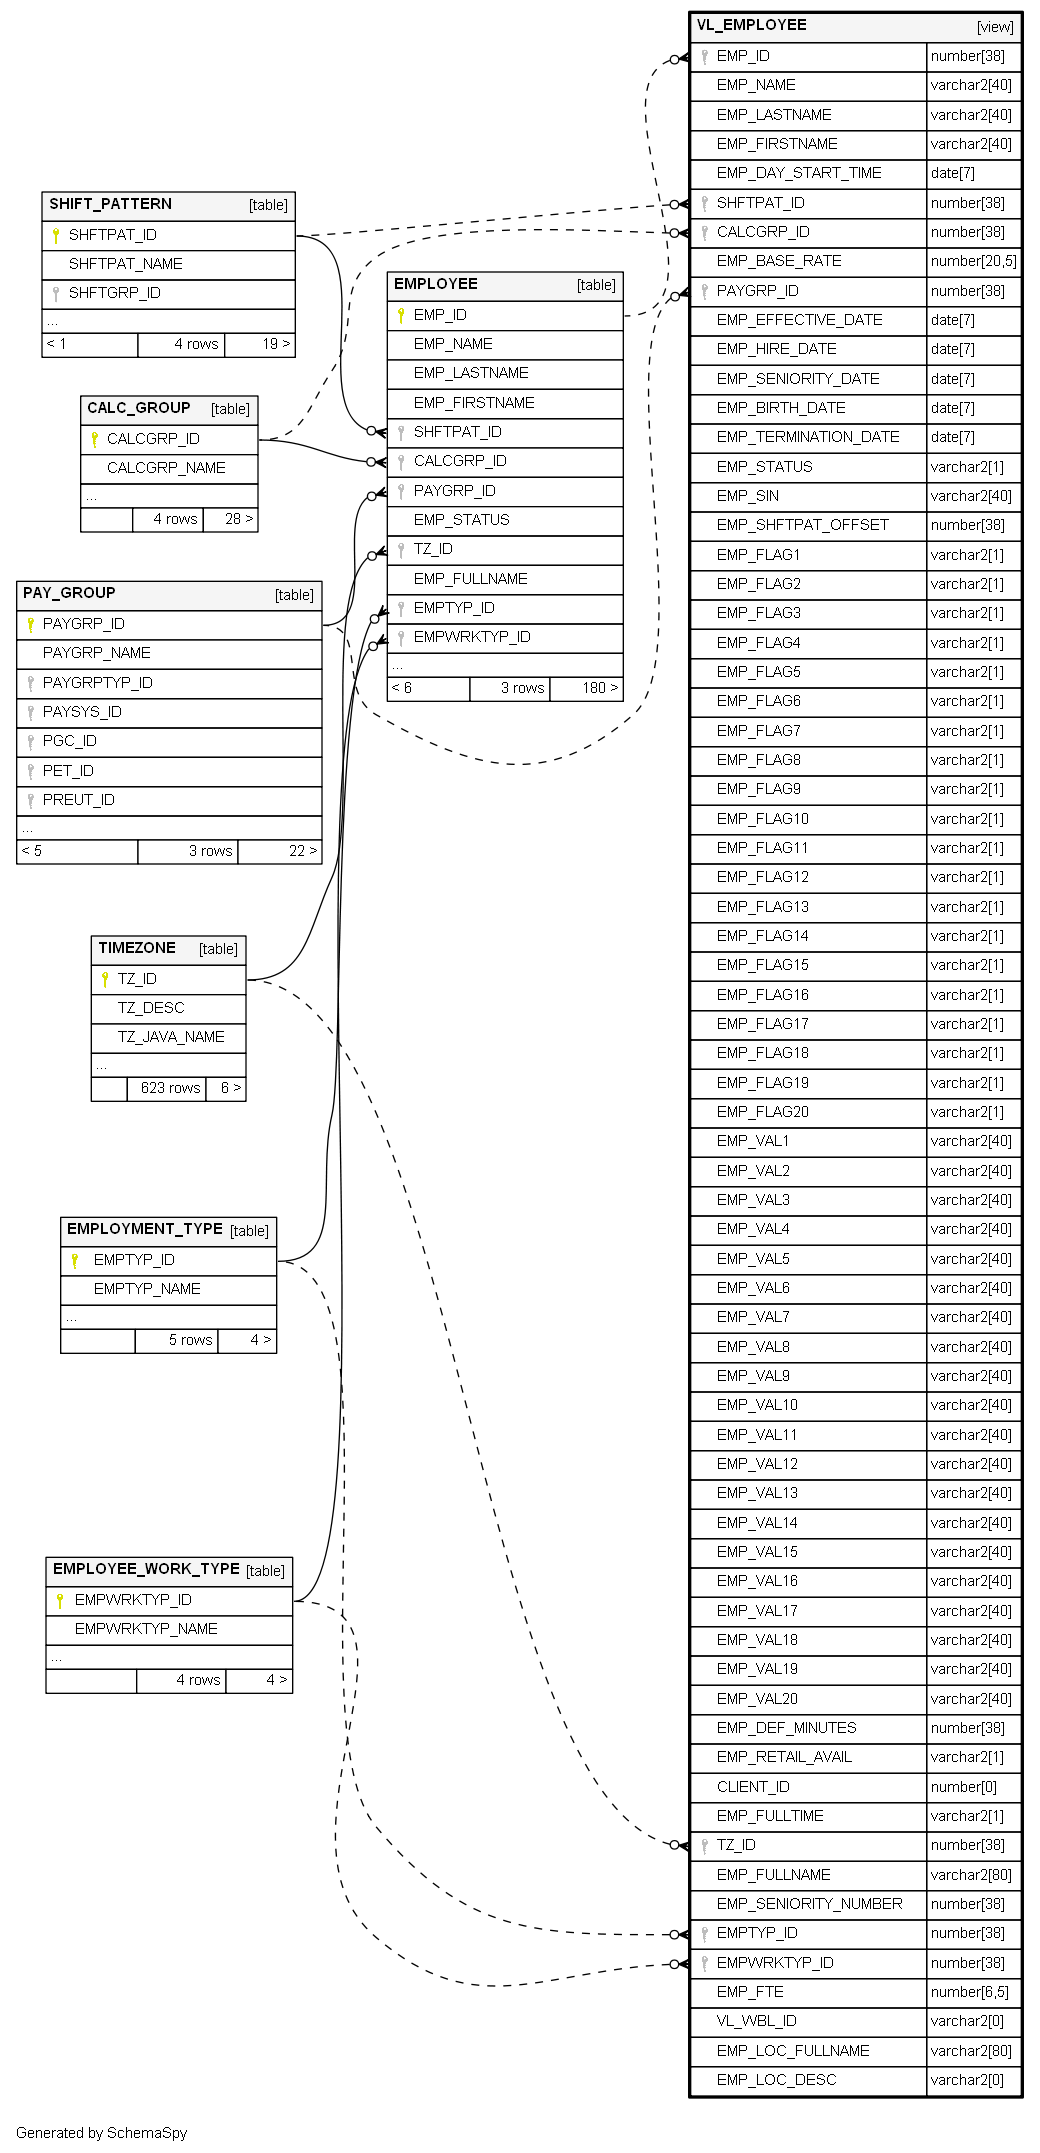 VL_EMPLOYEE [view]
EMP_ID number[38]
EMP_NAME varchar2[40]
EMP_LASTNAME varchar2[40]
EMP_FIRSTNAME varchar2[40]
EMP_DAY_START_TIME date[7]
SHFTPAT_ID number[38]
CALCGRP_ID number[38]
EMP_BASE_RATE number[20,5]
PAYGRP_ID number[38]
EMP_EFFECTIVE_DATE date[7]
EMP_HIRE_DATE date[7]
EMP_SENIORITY_DATE date[7]
EMP_BIRTH_DATE date[7]
EMP_TERMINATION_DATE date[7]
EMP_STATUS varchar2[1]
EMP_SIN varchar2[40]
EMP_SHFTPAT_OFFSET number[38]
EMP_FLAG1 varchar2[1]
EMP_FLAG2 varchar2[1]
EMP_FLAG3 varchar2[1]
EMP_FLAG4 varchar2[1]
EMP_FLAG5 varchar2[1]
EMP_FLAG6 varchar2[1]
EMP_FLAG7 varchar2[1]
EMP_FLAG8 varchar2[1]
EMP_FLAG9 varchar2[1]
EMP_FLAG10 varchar2[1]
EMP_FLAG11 varchar2[1]
EMP_FLAG12 varchar2[1]
EMP_FLAG13 varchar2[1]
EMP_FLAG14 varchar2[1]
EMP_FLAG15 varchar2[1]
EMP_FLAG16 varchar2[1]
EMP_FLAG17 varchar2[1]
EMP_FLAG18 varchar2[1]
EMP_FLAG19 varchar2[1]
EMP_FLAG20 varchar2[1]
EMP_VAL1 varchar2[40]
EMP_VAL2 varchar2[40]
EMP_VAL3 varchar2[40]
EMP_VAL4 varchar2[40]
EMP_VAL5 varchar2[40]
EMP_VAL6 varchar2[40]
EMP_VAL7 varchar2[40]
EMP_VAL8 varchar2[40]
EMP_VAL9 varchar2[40]
EMP_VAL10 varchar2[40]
EMP_VAL11 varchar2[40]
EMP_VAL12 varchar2[40]
EMP_VAL13 varchar2[40]
EMP_VAL14 varchar2[40]
EMP_VAL15 varchar2[40]
EMP_VAL16 varchar2[40]
EMP_VAL17 varchar2[40]
EMP_VAL18 varchar2[40]
EMP_VAL19 varchar2[40]
EMP_VAL20 varchar2[40]
EMP_DEF_MINUTES number[38]
EMP_RETAIL_AVAIL varchar2[1]
CLIENT_ID number[0]
EMP_FULLTIME varchar2[1]
TZ_ID number[38]
EMP_FULLNAME varchar2[80]
EMP_SENIORITY_NUMBER number[38]
EMPTYP_ID number[38]
EMPWRKTYP_ID number[38]
EMP_FTE number[6,5]
VL_WBL_ID varchar2[0]
EMP_LOC_FULLNAME varchar2[80]
EMP_LOC_DESC varchar2[0]
SHIFT_PATTERN [table]
SHFTPAT_ID
SHFTPAT_NAME
SHFTGRP_ID
...
< 1 4 rows 19 >
EMPLOYEE [table]
EMP_ID
EMP_NAME
EMP_LASTNAME
EMP_FIRSTNAME
SHFTPAT_ID
CALCGRP_ID
PAYGRP_ID
EMP_STATUS
TZ_ID
EMP_FULLNAME
EMPTYP_ID
EMPWRKTYP_ID
...
< 6 3 rows 180 >
CALC_GROUP [table]
CALCGRP_ID
CALCGRP_NAME
...
4 rows 28 >
PAY_GROUP [table]
PAYGRP_ID
PAYGRP_NAME
PAYGRPTYP_ID
PAYSYS_ID
PGC_ID
PET_ID
PREUT_ID
...
< 5 3 rows 22 >
TIMEZONE [table]
TZ_ID
TZ_DESC
TZ_JAVA_NAME
...
623 rows 6 >
EMPLOYMENT_TYPE [table]
EMPTYP_ID
EMPTYP_NAME
...
5 rows 4 >
EMPLOYEE_WORK_TYPE [table]
EMPWRKTYP_ID
EMPWRKTYP_NAME
...
4 rows 4 >
Generated by SchemaSpy